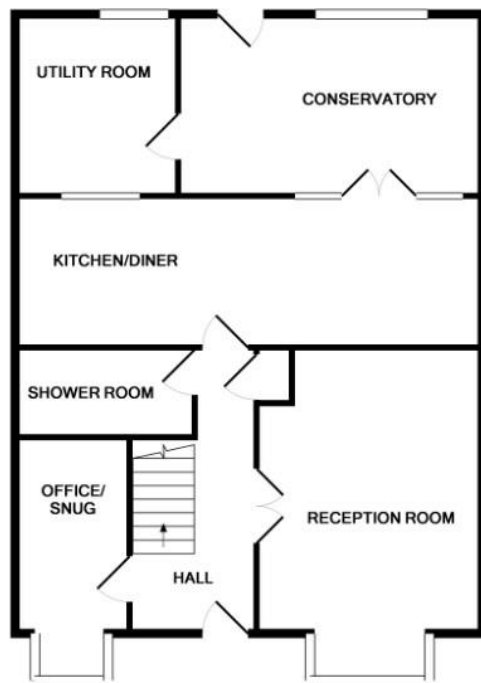 UTILITY ROOM
CONSERVATORY
KITCHEN/DINER
SHOWER ROOM
OFFICE/
SNUG
RECEPTION ROOM
HALL